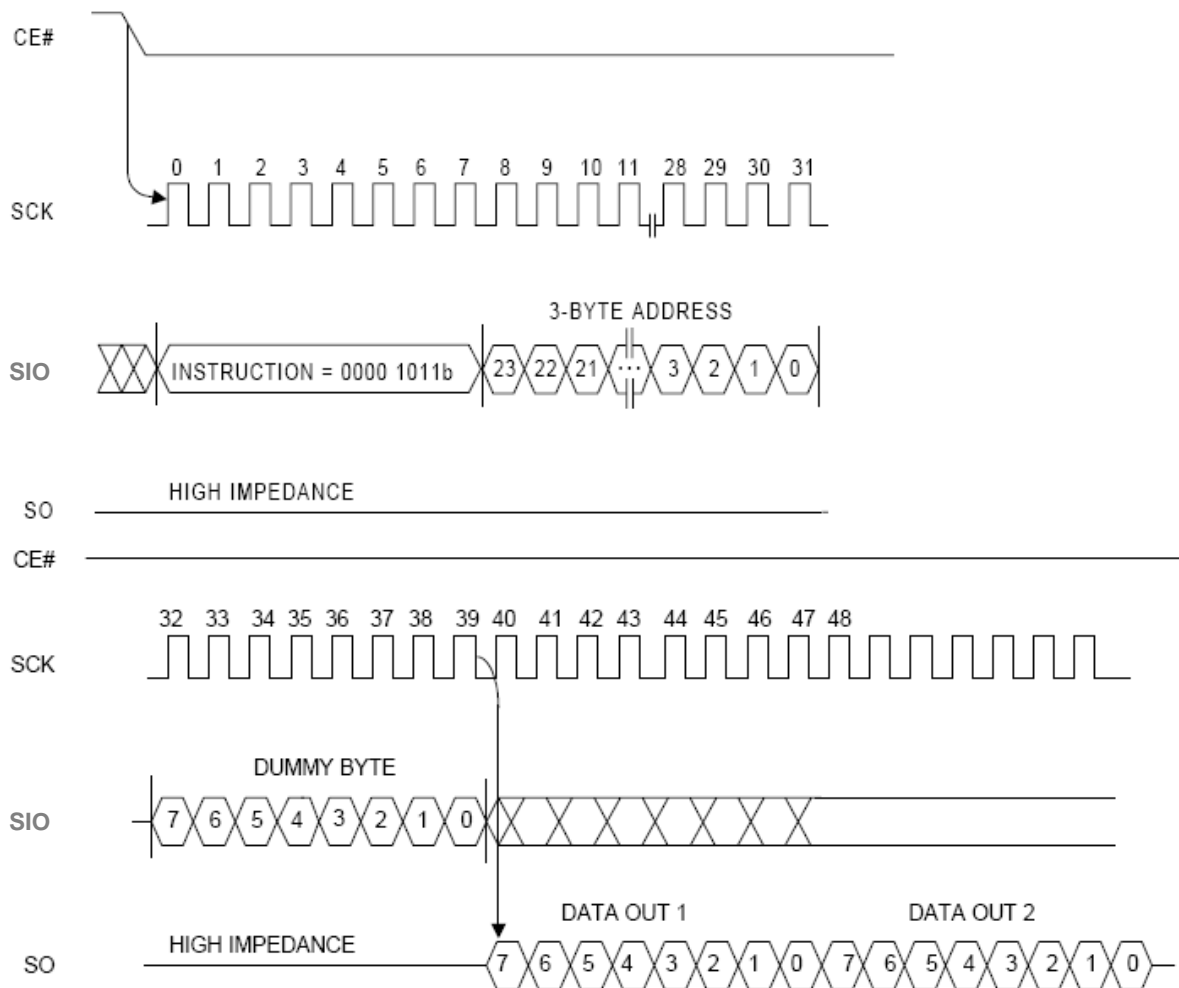 CE#
0 1 2 3 4 5 6 7 8 9 10 11 28 29 30 31
SCK
3-BYTE ADDRESS
SIO INSTRUCTION = 0000 1011b 23 22 21 ... 3 2 1 0
HIGH IMPEDANCE
SO
CE#
32 33 34 35 36 37 38 39 40 41 42 43 44 45 46 47 48
SCK
DUMMY BYTE
SIO 7 6 5 4 3 2 1 0
DATA OUT 1 DATA OUT 2
HIGH IMPEDANCE
SO 7 6 5 4 3 2 1 0 7 6 5 4 3 2 1 0